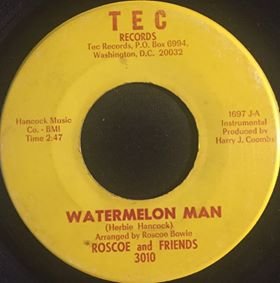 TEC
RECORDS
Tec Records, P.O. Box 6994,
Washington, D.C. 20032
Hancock Music
Co. - BMI
Time 2:47
1697 J-A
Instrumental
Produced by
Harry J. Coombs
WATERMELON MAN
(Herbie Hancock)
Arranged by Roscoe Bowie
ROSCOE and FRIENDS
3010